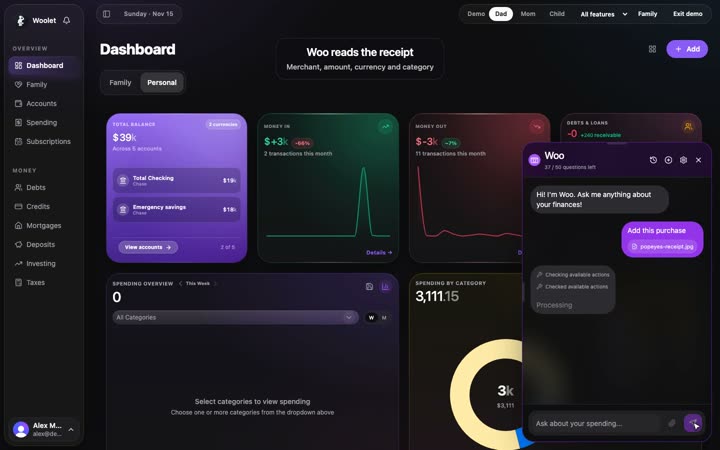 Woolet
Sunday · Nov 15
Demo
Dad
Mom
Child
All features
Family
Exit demo
OVERVIEW
Dashboard
Family
Accounts
Spending
Subscriptions
MONEY
Debts
Credits
Mortgages
Deposits
Investing
Taxes
Alex M...
alex@de...
Dashboard
Woo reads the receipt
Merchant, amount, currency and category
Add
Family
Personal
TOTAL BALANCE
2 currencies
$39k
Across 5 accounts
Total Checking
Chase
$19k
Emergency savings
Chase
$18k
View accounts →
2 of 5
MONEY IN
$+3k
-66%
2 transactions this month
Details →
MONEY OUT
$-3k
-7%
11 transactions this month
DEBTS & LOANS
-0
+240 receivable
SPENDING OVERVIEW
This Week
0
All Categories
W
M
Select categories to view spending
Choose one or more categories from the dropdown above
SPENDING BY CATEGORY
3,111.15
3k
$3,111
Woo
37 / 50 questions left
Hi! I'm Woo. Ask me anything about
your finances!
Add this purchase
popeyes-receipt.jpg
Checking available actions
Checked available actions
Processing
Ask about your spending...